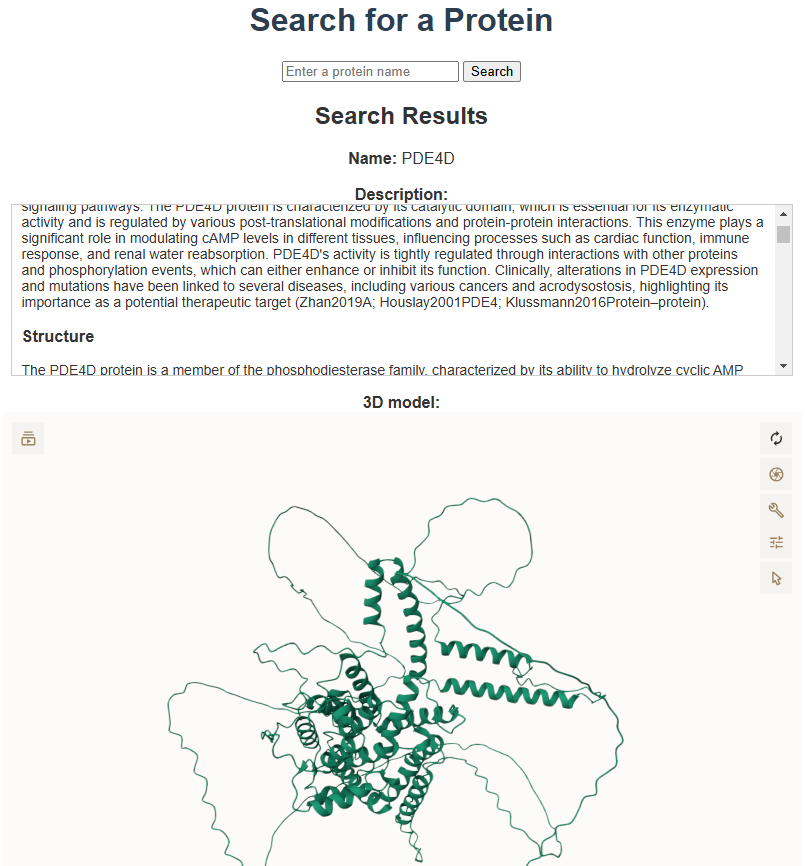 Search for a Protein
Enter a protein name Search
Search Results
Name: PDE4D
Description:
signaling pathways. The PDE4D protein is characterized by its catalytic domain, which is essential for its enzymatic
activity and is regulated by various post-translational modifications and protein-protein interactions. This enzyme plays a
significant role in modulating cAMP levels in different tissues, influencing processes such as cardiac function, immune
response, and renal water reabsorption. PDE4D's activity is tightly regulated through interactions with other proteins
and phosphorylation events, which can either enhance or inhibit its function. Clinically, alterations in PDE4D expression
and mutations have been linked to several diseases, including various cancers and acrodysostosis, highlighting its
importance as a potential therapeutic target (Zhan2019A; Houslay2001PDE4; Klussmann2016Protein–protein).
Structure
The PDE4D protein is a member of the phosphodiesterase family, characterized by its ability to hydrolyze cyclic AMP
3D model: